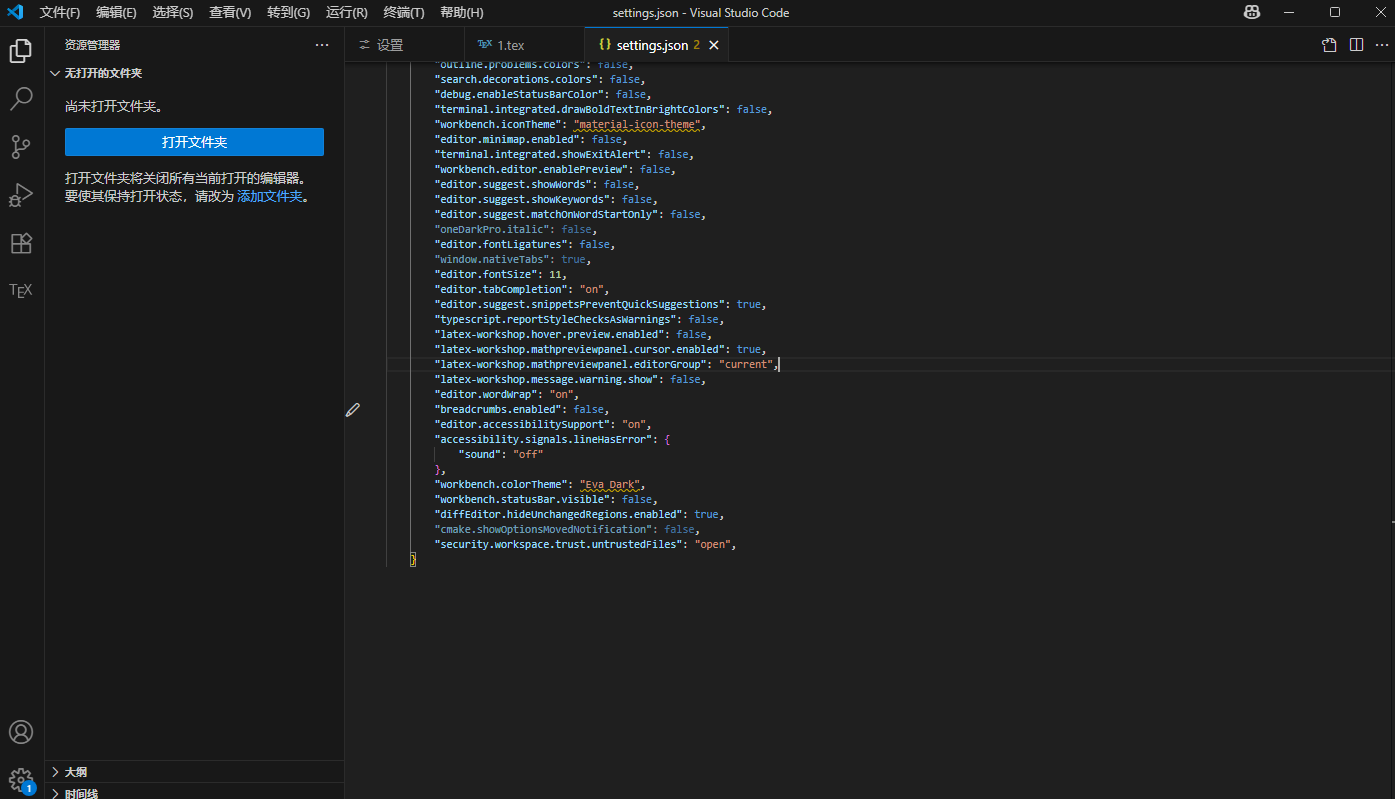 文件(F) 编辑(E) 选择(S) 查看(V) 转到(G) 运行(R) 终端(T) 帮助(H)
settings.json - Visual Studio Code
资源管理器
无打开的文件夹
尚未打开文件夹。
打开文件夹
打开文件夹将关闭所有当前打开的编辑器。
要使其保持打开状态，请改为 添加文件夹。
TEX
1
大纲
时间线
设置
TEX 1.tex
{} settings.json 2
"outline.problems.colors": false,
"search.decorations.colors": false,
"debug.enableStatusBarColor": false,
"terminal.integrated.drawBoldTextInBrightColors": false,
"workbench.iconTheme": "material-icon-theme",
"editor.minimap.enabled": false,
"terminal.integrated.showExitAlert": false,
"workbench.editor.enablePreview": false,
"editor.suggest.showWords": false,
"editor.suggest.showKeywords": false,
"editor.suggest.matchOnWordStartOnly": false,
"oneDarkPro.italic": false,
"editor.fontLigatures": false,
"window.nativeTabs": true,
"editor.fontSize": 11,
"editor.tabCompletion": "on",
"editor.suggest.snippetsPreventQuickSuggestions": true,
"typescript.reportStyleChecksAsWarnings": false,
"latex-workshop.hover.preview.enabled": false,
"latex-workshop.mathpreviewpanel.cursor.enabled": true,
"latex-workshop.mathpreviewpanel.editorGroup": "current",
"latex-workshop.message.warning.show": false,
"editor.wordWrap": "on",
"breadcrumbs.enabled": false,
"editor.accessibilitySupport": "on",
"accessibility.signals.lineHasError": {
"sound": "off"
},
"workbench.colorTheme": "Eva Dark",
"workbench.statusBar.visible": false,
"diffEditor.hideUnchangedRegions.enabled": true,
"cmake.showOptionsMovedNotification": false,
"security.workspace.trust.untrustedFiles": "open",
}